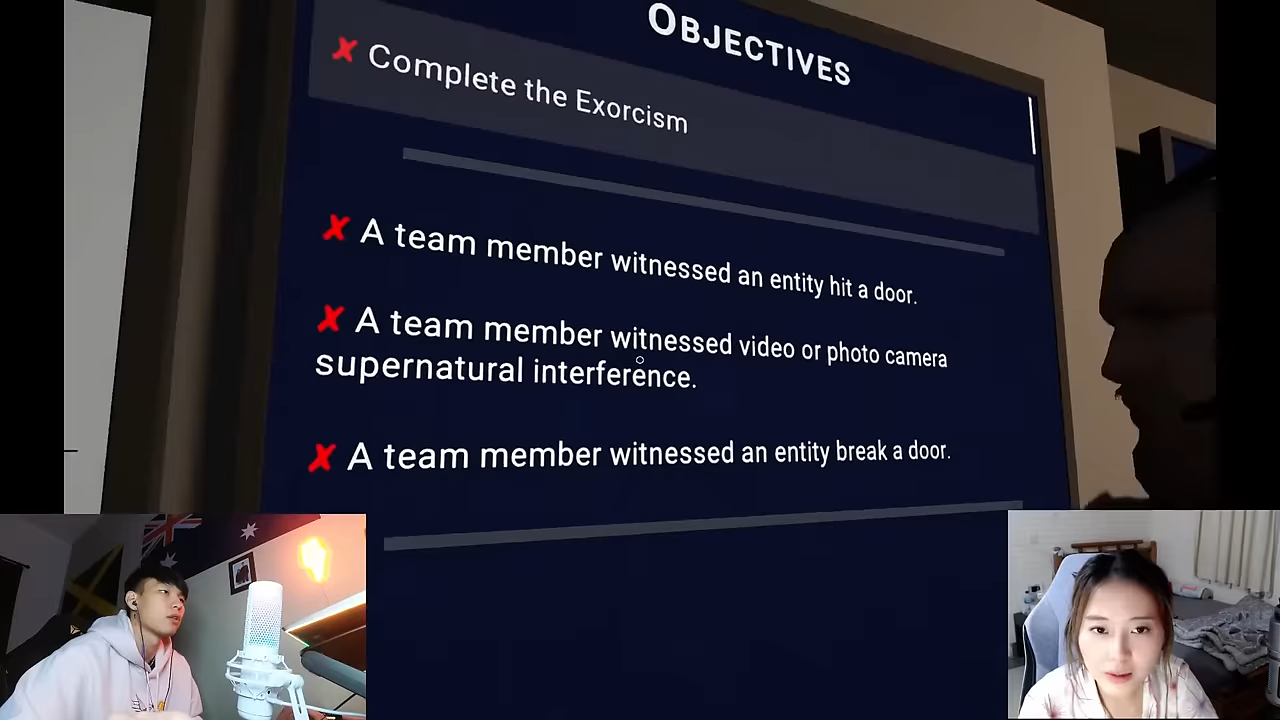 OBJECTIVES
✗ Complete the Exorcism
✗ A team member witnessed an entity hit a door.
✗ A team member witnessed video or photo camera
supernatural interference.
✗ A team member witnessed an entity break a door.